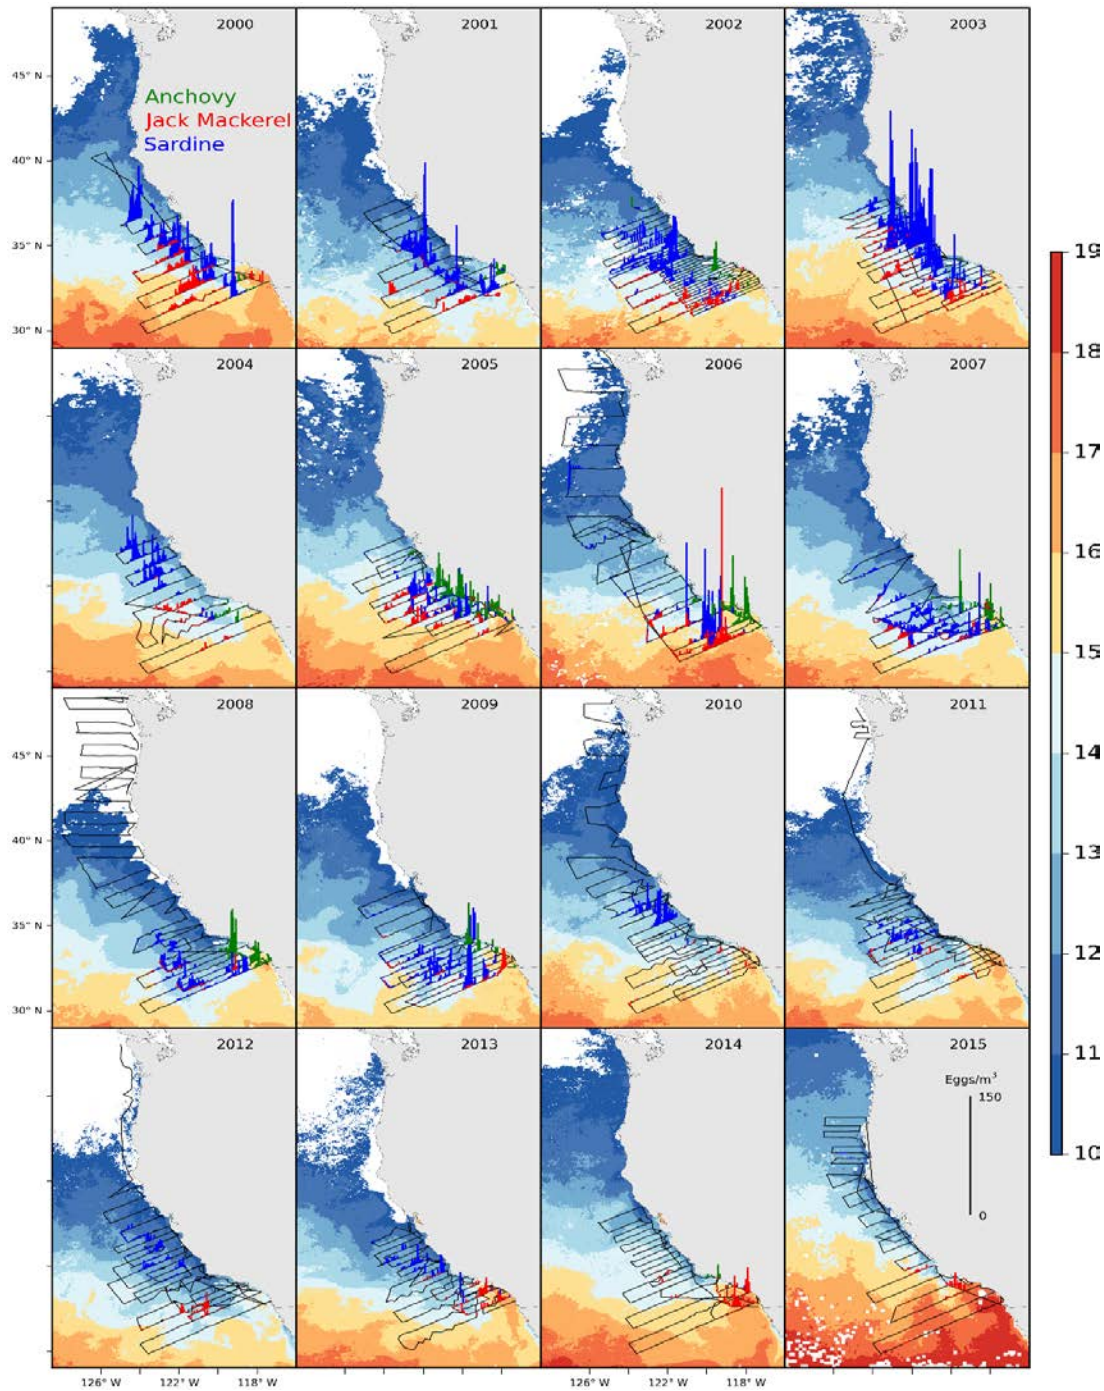 2000
2001
2002
2003
45° N
40° N
35° N
30° N
Anchovy
Jack Mackerel
Sardine
2004
2005
2006
2007
2008
2009
2010
2011
45° N
40° N
35° N
30° N
2012
2013
2014
2015
Eggs/m³
150
0
126° W
122° W
118° W
126° W
122° W
118° W
19
18
17
16
15
14
13
12
11
10